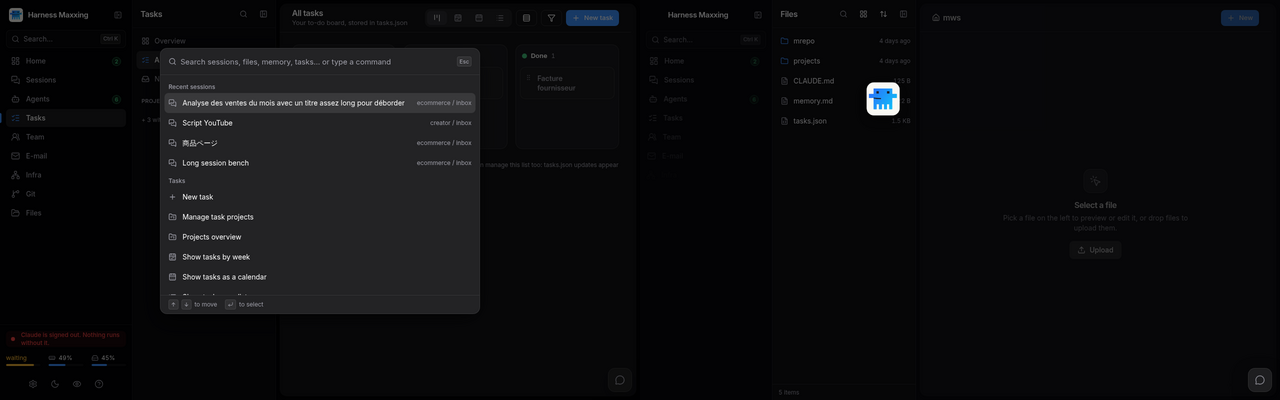 Harness Maxxing
Search...
Ctrl K
Home
2
Sessions
Agents
6
Tasks
Team
E-mail
Infra
Git
Files
Claude is signed out. Nothing runs
without it.
waiting
49%
45%
Tasks
Overview
All tasks
Your to-do board, stored in tasks.json
New task
Done 1
Facture
fournisseur
manage this list too: tasks.json updates appear
Search sessions, files, memory, tasks... or type a command
Esc
Recent sessions
Analyse des ventes du mois avec un titre assez long pour déborder
ecommerce / Inbox
Script YouTube
creator / Inbox
商品ページ
ecommerce / Inbox
Long session bench
ecommerce / Inbox
Tasks
New task
Manage task projects
Projects overview
Show tasks by week
Show tasks as a calendar
to move
to select
Harness Maxxing
Search...
Ctrl K
Home
Sessions
Agents
Tasks
Team
E-mail
Files
mrepo
4 days ago
projects
4 days ago
CLAUDE.md
memory.md
tasks.json
5 items
mws
New
Select a file
Pick a file on the left to preview or edit it, or drop files to
upload them.
Upload